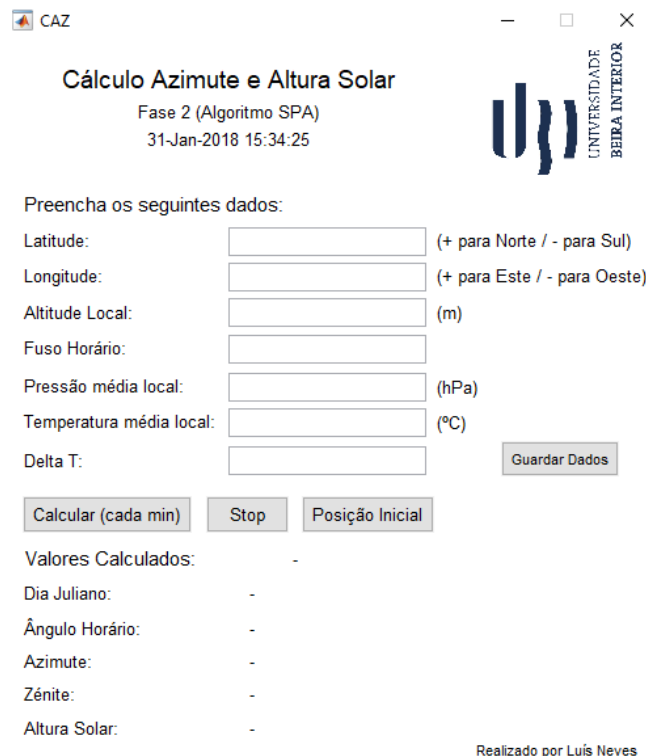 CAZ
Cálculo Azimute e Altura Solar
Fase 2 (Algoritmo SPA)
31-Jan-2018 15:34:25
UNIVERSIDADE
BEIRA INTERIOR
Preencha os seguintes dados:
Latitude: (+ para Norte / - para Sul)
Longitude: (+ para Este / - para Oeste)
Altitude Local: (m)
Fuso Horário:
Pressão média local: (hPa)
Temperatura média local: (ºC)
Delta T: Guardar Dados
Calcular (cada min) Stop Posição Inicial
Valores Calculados: -
Dia Juliano: -
Ângulo Horário: -
Azimute: -
Zénite: -
Altura Solar: -
Realizado por Luís Neves